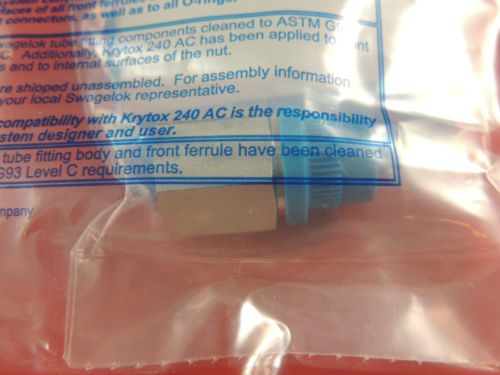 faces of all front ferrules
connectors, as well as to all O-rings
wagelok tube fitting components cleaned to ASTM G
C. Additionally, Krytox 240 AC has been applied to front
s and to internal surfaces of the nut.
re shipped unassembled. For assembly information
your local Swagelok representative.
compatibility with Krytox 240 AC is the responsibility
stem designer and user.
tube fitting body and front ferrule have been cleaned
G93 Level C requirements.
mpany